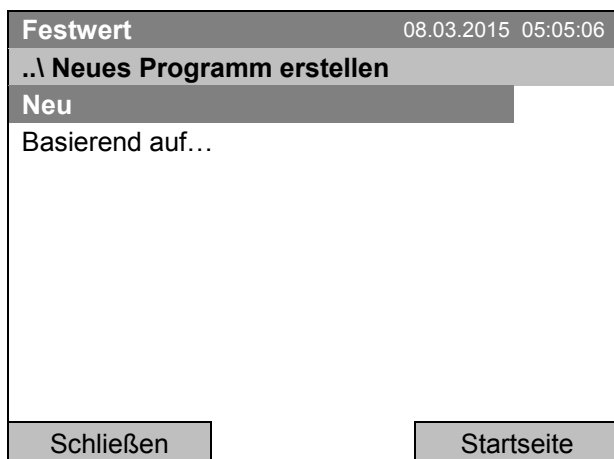 Festwert 08.03.2015 05:05:06
..\ Neues Programm erstellen
Neu
Basierend auf…
Schließen Startseite